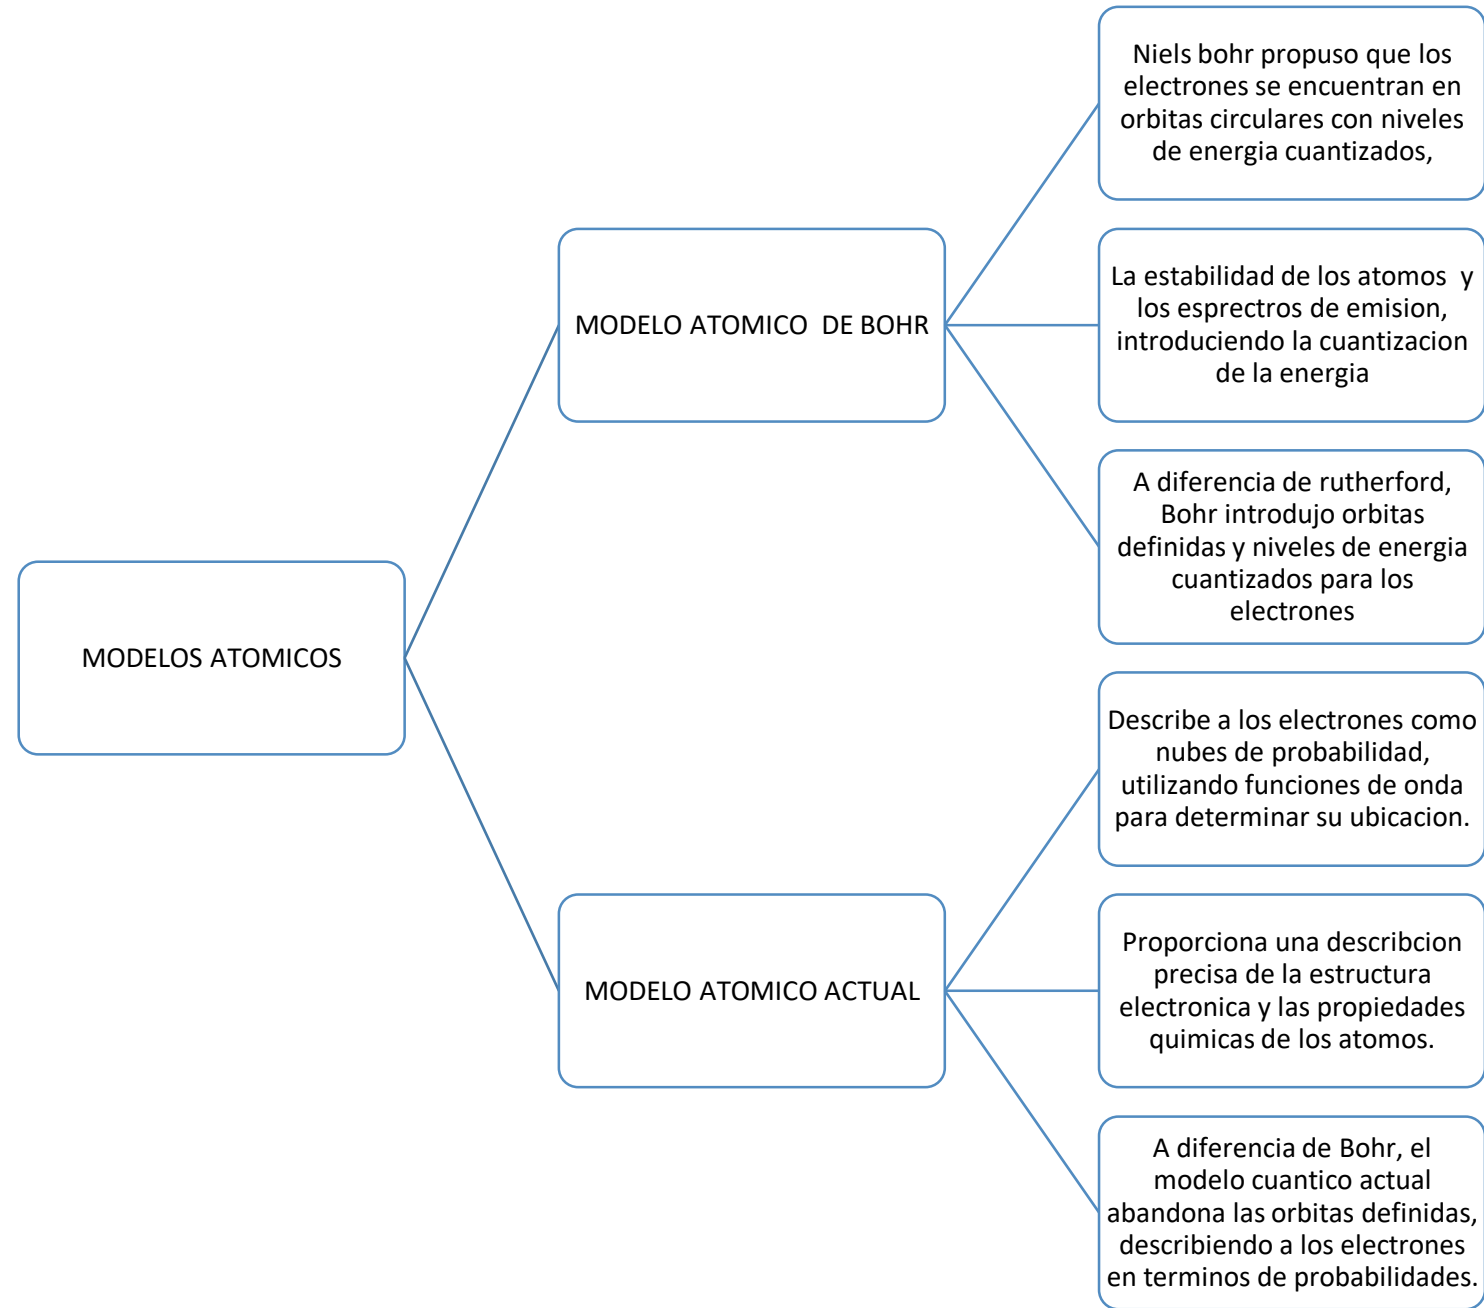 MODELOS ATOMICOS
MODELO ATOMICO  DE BOHR
Niels bohr propuso que los
electrones se encuentran en
orbitas circulares con niveles
de energia cuantizados,
La estabilidad de los atomos  y
los esprectros de emision,
introduciendo la cuantizacion
de la energia
A diferencia de rutherford,
Bohr introdujo orbitas
definidas y niveles de energia
cuantizados para los
electrones
MODELO ATOMICO ACTUAL
Describe a los electrones como
nubes de probabilidad,
utilizando funciones de onda
para determinar su ubicacion.
Proporciona una describcion
precisa de la estructura
electronica y las propiedades
quimicas de los atomos.
A diferencia de Bohr, el
modelo cuantico actual
abandona las orbitas definidas,
describiendo a los electrones
en terminos de probabilidades.